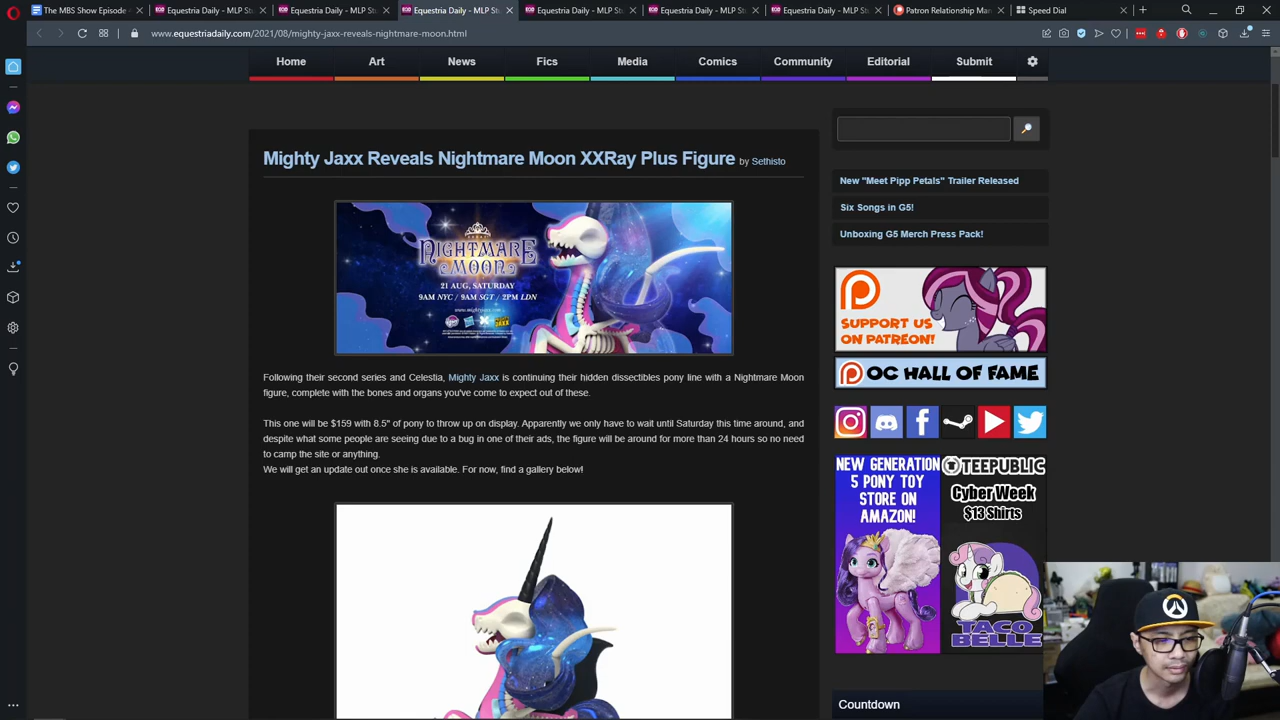 The MBS Show Episode
Equestria Daily - MLP St
Equestria Daily - MLP St
Equestria Daily - MLP St
Equestria Daily - MLP St
Equestria Daily - MLP St
Equestria Daily - MLP St
Patron Relationship Man
Speed Dial
www.equestriadaily.com/2021/08/mighty-jaxx-reveals-nightmare-moon.html
Home
Art
News
Fics
Media
Comics
Community
Editorial
Submit
Mighty Jaxx Reveals Nightmare Moon XXRay Plus Figure by Sethisto
NIGHTMARE
MOON
21 AUG, SATURDAY
9AM NYC / 9AM SGT / 2PM LDN
Following their second series and Celestia, Mighty Jaxx is continuing their hidden dissectibles pony line with a Nightmare Moon
figure, complete with the bones and organs you've come to expect out of these.
This one will be $159 with 8.5" of pony to throw up on display. Apparently we only have to wait until Saturday this time around, and
despite what some people are seeing due to a bug in one of their ads, the figure will be around for more than 24 hours so no need
to camp the site or anything.
We will get an update out once she is available. For now, find a gallery below!
New "Meet Pipp Petals" Trailer Released
Six Songs in G5!
Unboxing G5 Merch Press Pack!
SUPPORT US
ON PATREON!
OC HALL OF FAME
NEW GENERATION
5 PONY TOY
STORE ON
AMAZON!
TEEPUBLIC
Cyber Week
$13 Shirts
TACO
BELLE
Countdown